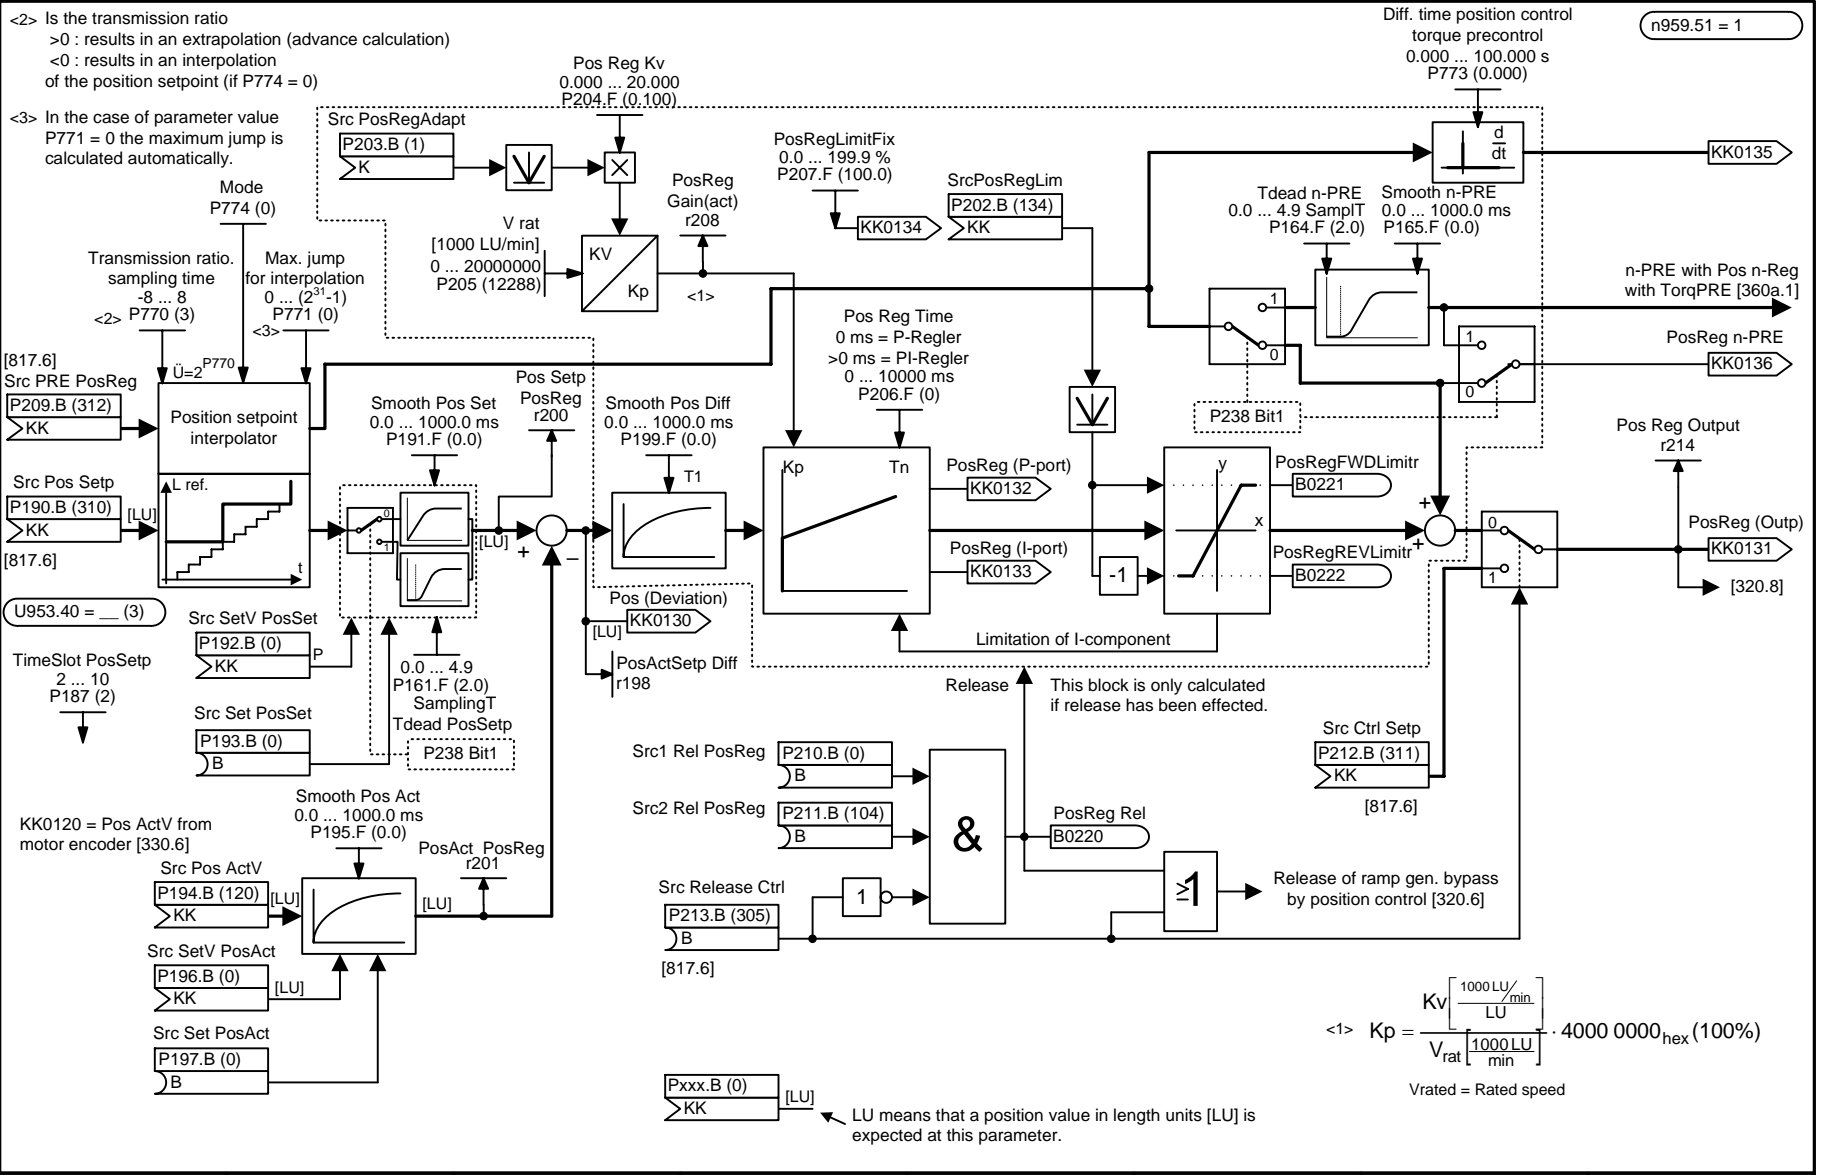 <2> Is the transmission ratio
>0 : results in an extrapolation (advance calculation)
<0 : results in an interpolation
of the position setpoint (if P774 = 0)
<3> In the case of parameter value
P771 = 0 the maximum jump is
calculated automatically.
Mode
P774 (0)
Transmission ratio.
sampling time
-8 ... 8
<2> P770 (3)
Max. jump
for interpolation
0 ... (2^31-1)
<3> P771 (0)
[817.6]
Src PRE PosReg
P209.B (312)
KK
Ü=2^P770
Position setpoint
interpolator
Src Pos Setp
P190.B (310)
KK
[LU]
[817.6]
L ref.
t
U953.40 = __ (3)
TimeSlot PosSetp
2 ... 10
P187 (2)
Src SetV PosSet
P192.B (0)
KK
P
Src Set PosSet
P193.B (0)
B
Smooth Pos Set
0.0 ... 1000.0 ms
P191.F (0.0)
0
1
[LU]
0.0 ... 4.9
P161.F (2.0)
SamplingT
Tdead PosSetp
P238 Bit1
Pos Setp
PosReg
r200
+
−
Smooth Pos Diff
0.0 ... 1000.0 ms
P199.F (0.0)
T1
Pos (Deviation)
KK0130
[LU]
PosActSetp Diff
r198
Src PosRegAdapt
P203.B (1)
K
Pos Reg Kv
0.000 ... 20.000
P204.F (0.100)
V rat
[1000 LU/min]
0 ... 20000000
P205 (12288)
KV
Kp
PosReg
Gain(act)
r208
<1>
PosRegLimitFix
0.0 ... 199.9 %
P207.F (100.0)
KK0134
SrcPosRegLim
P202.B (134)
KK
Pos Reg Time
0 ms = P-Regler
>0 ms = PI-Regler
0 ... 10000 ms
P206.F (0)
Kp
Tn
PosReg (P-port)
KK0132
PosReg (I-port)
KK0133
-1
y
x
PosRegFWDLimitr
B0221
PosRegREVLimitr
B0222
Limitation of I-component
Diff. time position control
torque precontrol
0.000 ... 100.000 s
P773 (0.000)
n959.51 = 1
d
dt
KK0135
Tdead n-PRE
0.0 ... 4.9 SamplT
P164.F (2.0)
Smooth n-PRE
0.0 ... 1000.0 ms
P165.F (0.0)
1
0
n-PRE with Pos n-Reg
with TorqPRE [360a.1]
1
0
PosReg n-PRE
KK0136
P238 Bit1
Pos Reg Output
r214
+
+
0
1
PosReg (Outp)
KK0131
[320.8]
Release
This block is only calculated
if release has been effected.
Src Ctrl Setp
P212.B (311)
KK
[817.6]
Src1 Rel PosReg
P210.B (0)
B
Src2 Rel PosReg
P211.B (104)
B
&
PosReg Rel
B0220
Src Release Ctrl
P213.B (305)
B
[817.6]
1
≥1
Release of ramp gen. bypass
by position control [320.6]
KK0120 = Pos ActV from
motor encoder [330.6]
Smooth Pos Act
0.0 ... 1000.0 ms
P195.F (0.0)
Src Pos ActV
P194.B (120)
KK
[LU]
PosAct_PosReg
r201
[LU]
Src SetV PosAct
P196.B (0)
KK
[LU]
Src Set PosAct
P197.B (0)
B
Pxxx.B (0)
KK
[LU]
LU means that a position value in length units [LU] is
expected at this parameter.
<1> Kp = Kv[1000 LU/min / LU] / Vrat[1000 LU / min] · 4000 0000hex (100%)
Vrated = Rated speed